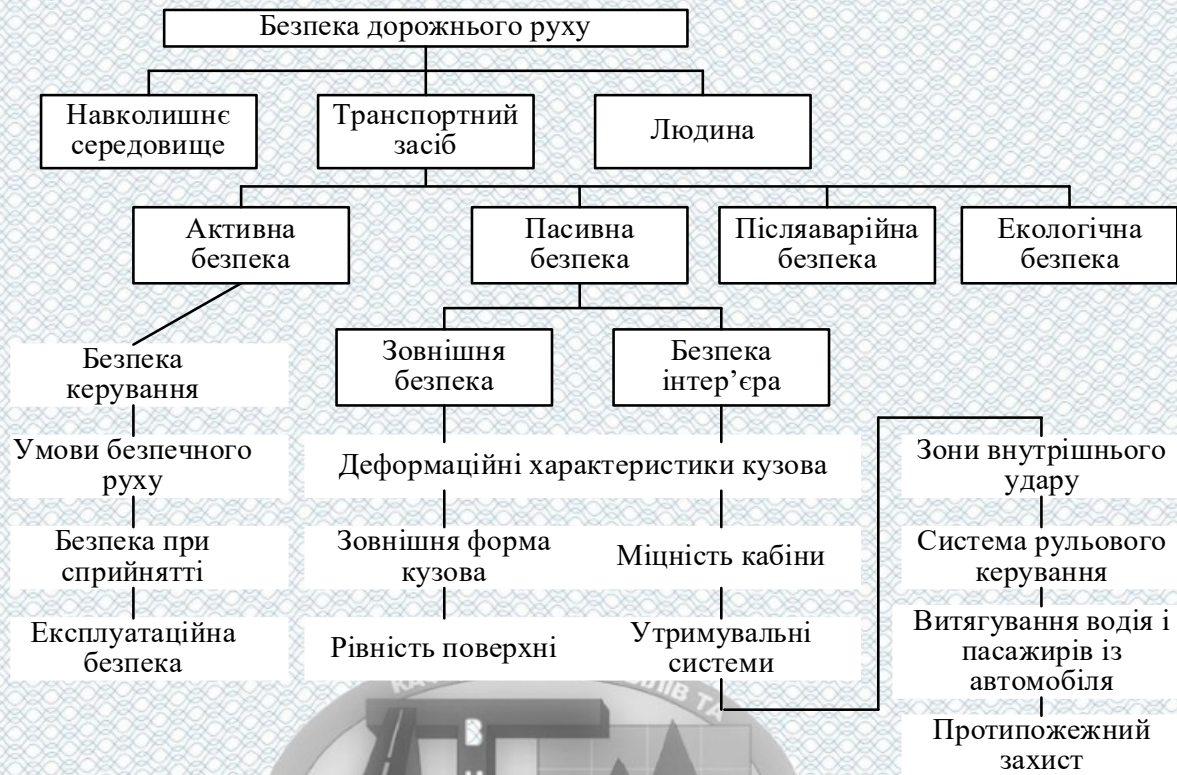 Безпека дорожнього руху
Навколишнє
середовище
Транспортний
засіб
Людина
Активна
безпека
Пасивна
безпека
Післяаварійна
безпека
Екологічна
безпека
Безпека
керування
Умови безпечного
руху
Безпека при
сприйнятті
Експлуатаційна
безпека
Зовнішня
безпека
Безпека
інтер’єра
Деформаційні характеристики кузова
Зовнішня форма
кузова
Рівність поверхні
Міцність кабіни
Утримувальні
системи
Зони внутрішнього
удару
Система рульового
керування
Витягування водія і
пасажирів із
автомобіля
Протипожежний
захист